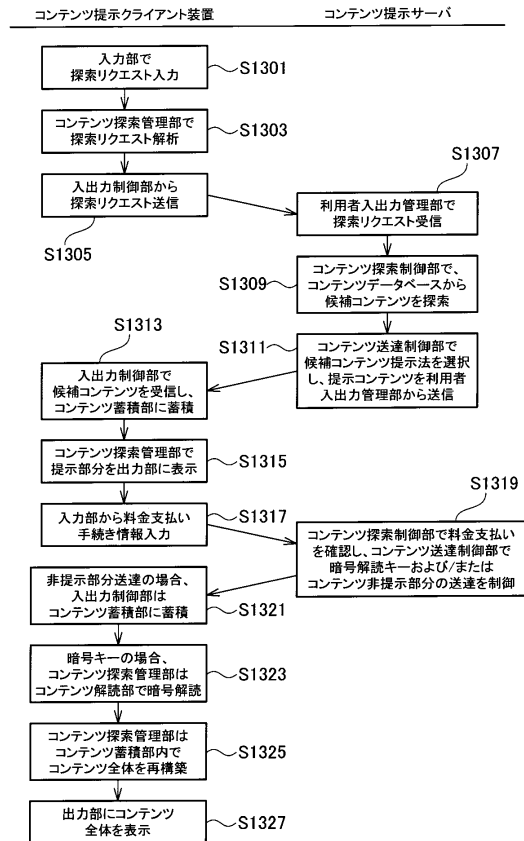 コンテンツ提示クライアント装置
コンテンツ提示サーバ
入力部で
探索リクエスト入力
S1301
コンテンツ探索管理部で
探索リクエスト解析
S1303
入出力制御部から
探索リクエスト送信
S1305
S1307
利用者入出力管理部で
探索リクエスト受信
S1309
コンテンツ探索制御部で、
コンテンツデータベースから
候補コンテンツを探索
S1311
コンテンツ送達制御部で
候補コンテンツ提示法を選択
し、提示コンテンツを利用者
入出力管理部から送信
S1313
入出力制御部で
候補コンテンツを受信し、
コンテンツ蓄積部に蓄積
コンテンツ探索管理部で
提示部分を出力部に表示
S1315
入力部から料金支払い
手続き情報入力
S1317
S1319
コンテンツ探索制御部で料金支払い
を確認し、コンテンツ送達制御部で
暗号解読キーおよび/または
コンテンツ非提示部分の送達を制御
非提示部分送達の場合、
入出力制御部は
コンテンツ蓄積部に蓄積
S1321
暗号キーの場合、
コンテンツ探索管理部は
コンテンツ解読部で暗号解読
S1323
コンテンツ探索管理部は
コンテンツ蓄積部内で
コンテンツ全体を再構築
S1325
出力部にコンテンツ
全体を表示
S1327